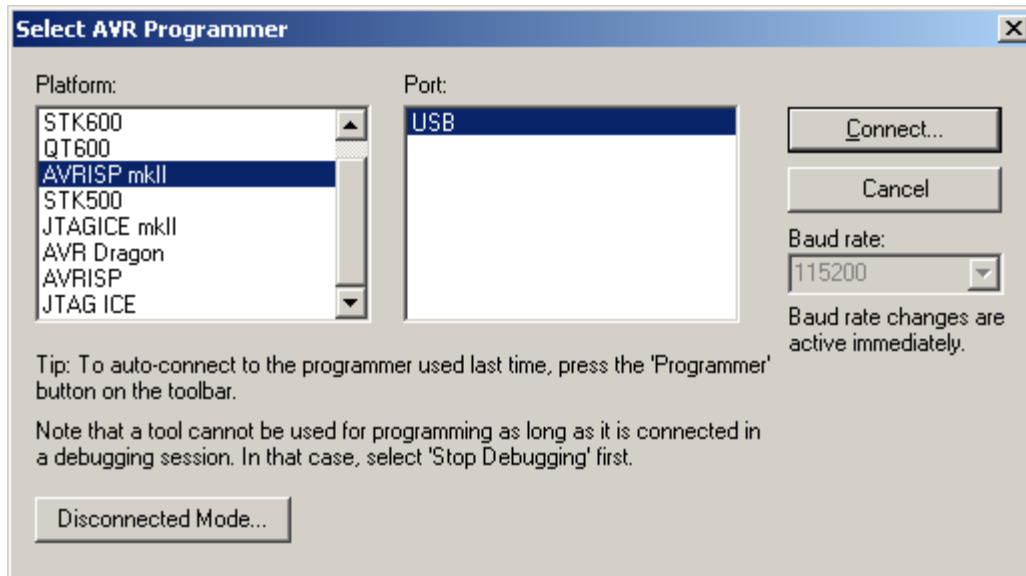 Select AVR Programmer
Platform:
STK600
QT600
AVRISP mkII
STK500
JTAGICE mkII
AVR Dragon
AVRISP
JTAG ICE
Port:
USB
Connect...
Cancel
Baud rate:
115200
Baud rate changes are
active immediately.
Tip: To auto-connect to the programmer used last time, press the 'Programmer'
button on the toolbar.
Note that a tool cannot be used for programming as long as it is connected in
a debugging session. In that case, select 'Stop Debugging' first.
Disconnected Mode...